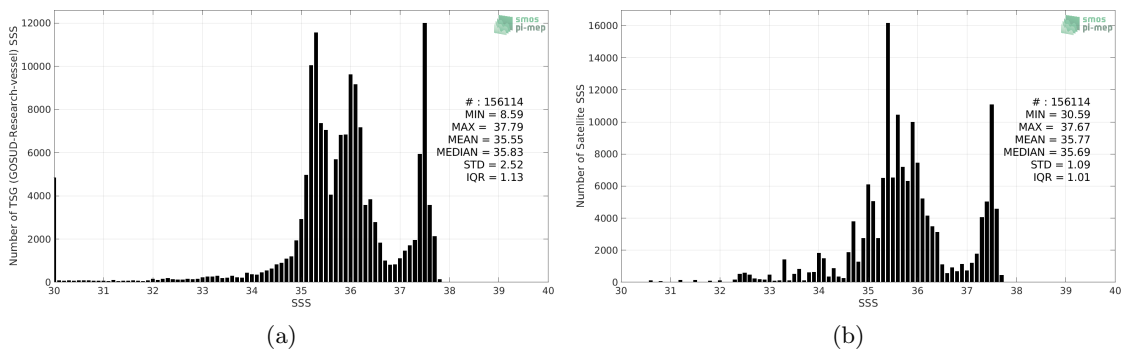 smos
pi-mep
Number of TSG (GOSUD-Research-vessel) SSS
12000
10000
8000
6000
4000
2000
0
# : 156114
MIN = 8.59
MAX = 37.79
MEAN = 35.55
MEDIAN = 35.83
STD = 2.52
IQR = 1.13
30 31 32 33 34 35 36 37 38 39 40
SSS
(a)
smos
pi-mep
Number of Satellite SSS
16000
14000
12000
10000
8000
6000
4000
2000
0
# : 156114
MIN = 30.59
MAX = 37.67
MEAN = 35.77
MEDIAN = 35.69
STD = 1.09
IQR = 1.01
30 31 32 33 34 35 36 37 38 39 40
SSS
(b)